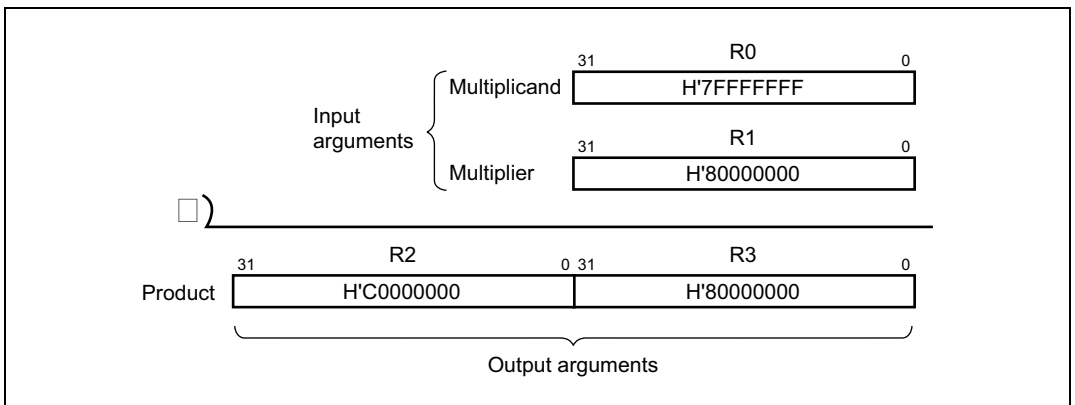 R0
31 0
Multiplicand H'7FFFFFFF
Input
arguments
R1
31 0
Multiplier H'80000000
)
R2 R3
31 0 31 0
Product H'C0000000 H'80000000
Output arguments